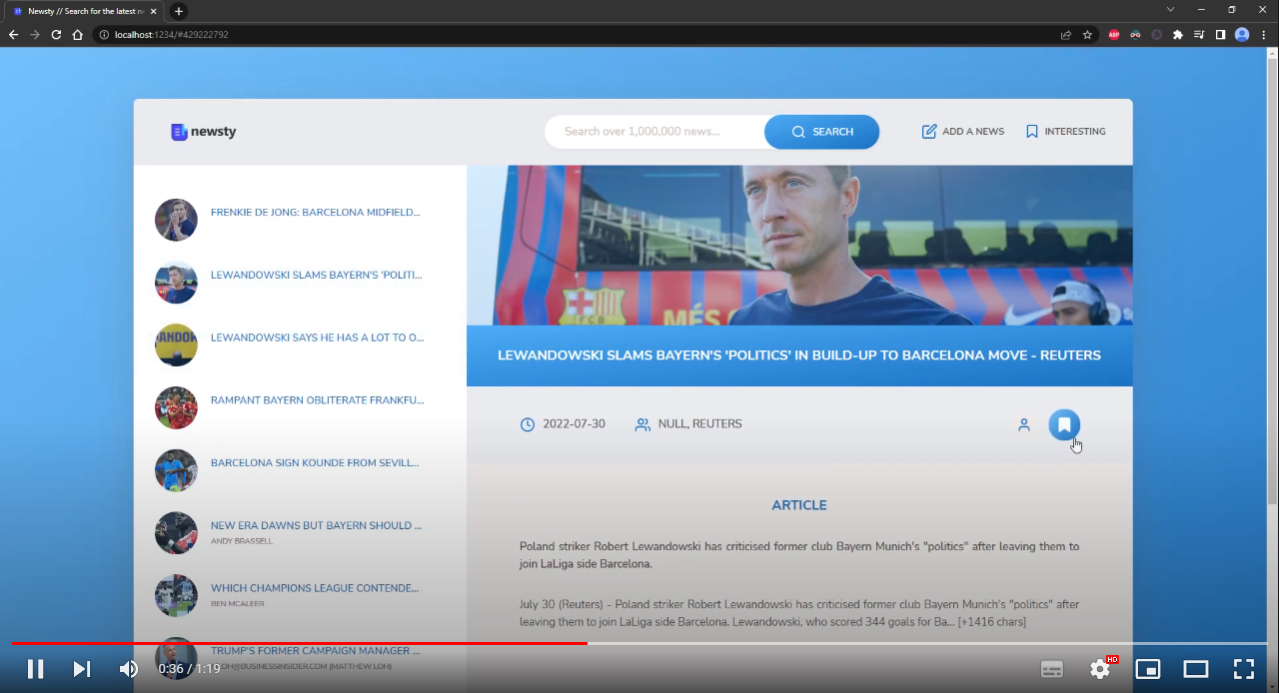 Newsty // Search for the latest ne
localhost:1234/#429222792
ABP
newsty
Search over 1,000,000 news...
SEARCH
ADD A NEWS
INTERESTING
FRENKIE DE JONG: BARCELONA MIDFIELD...
LEWANDOWSKI SLAMS BAYERN'S 'POLITI...
LEWANDOWSKI SAYS HE HAS A LOT TO O...
RAMPANT BAYERN OBLITERATE FRANKFU...
BARCELONA SIGN KOUNDE FROM SEVILL...
NEW ERA DAWNS BUT BAYERN SHOULD ...
ANDY BRASSELL
WHICH CHAMPIONS LEAGUE CONTENDE...
BEN MCALEER
TRUMP'S FORMER CAMPAIGN MANAGER ...
@BUSINESSINSIDER.COM (MATTHEW LOH)
MÉS
LEWANDOWSKI SLAMS BAYERN'S 'POLITICS' IN BUILD-UP TO BARCELONA MOVE - REUTERS
2022-07-30
NULL, REUTERS
ARTICLE
Poland striker Robert Lewandowski has criticised former club Bayern Munich's "politics" after leaving them to
join LaLiga side Barcelona.
July 30 (Reuters) - Poland striker Robert Lewandowski has criticised former club Bayern Munich's "politics" after
leaving them to join LaLiga side Barcelona. Lewandowski, who scored 344 goals for Ba... [+1416 chars]
0:36 / 1:19
HD